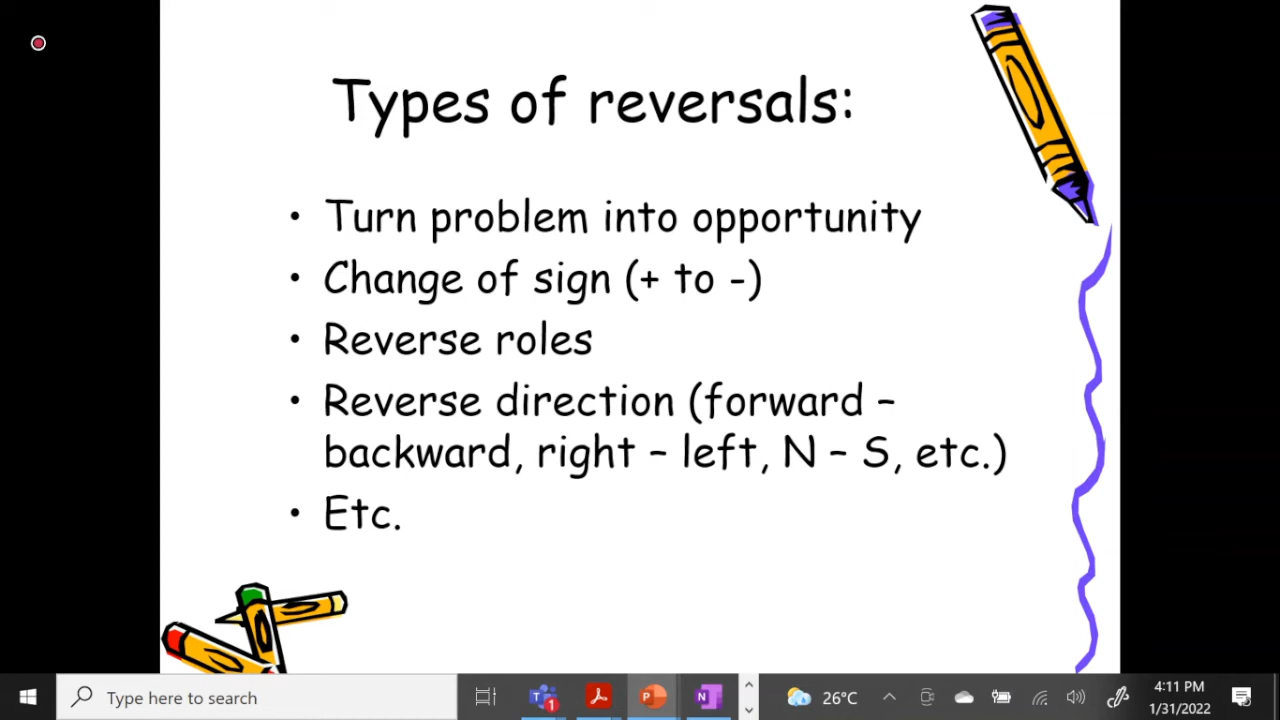 Types of reversals:
• Turn problem into opportunity
• Change of sign (+ to -)
• Reverse roles
• Reverse direction (forward –
backward, right – left, N – S, etc.)
• Etc.
Type here to search
1
26°C
4:11 PM
1/31/2022